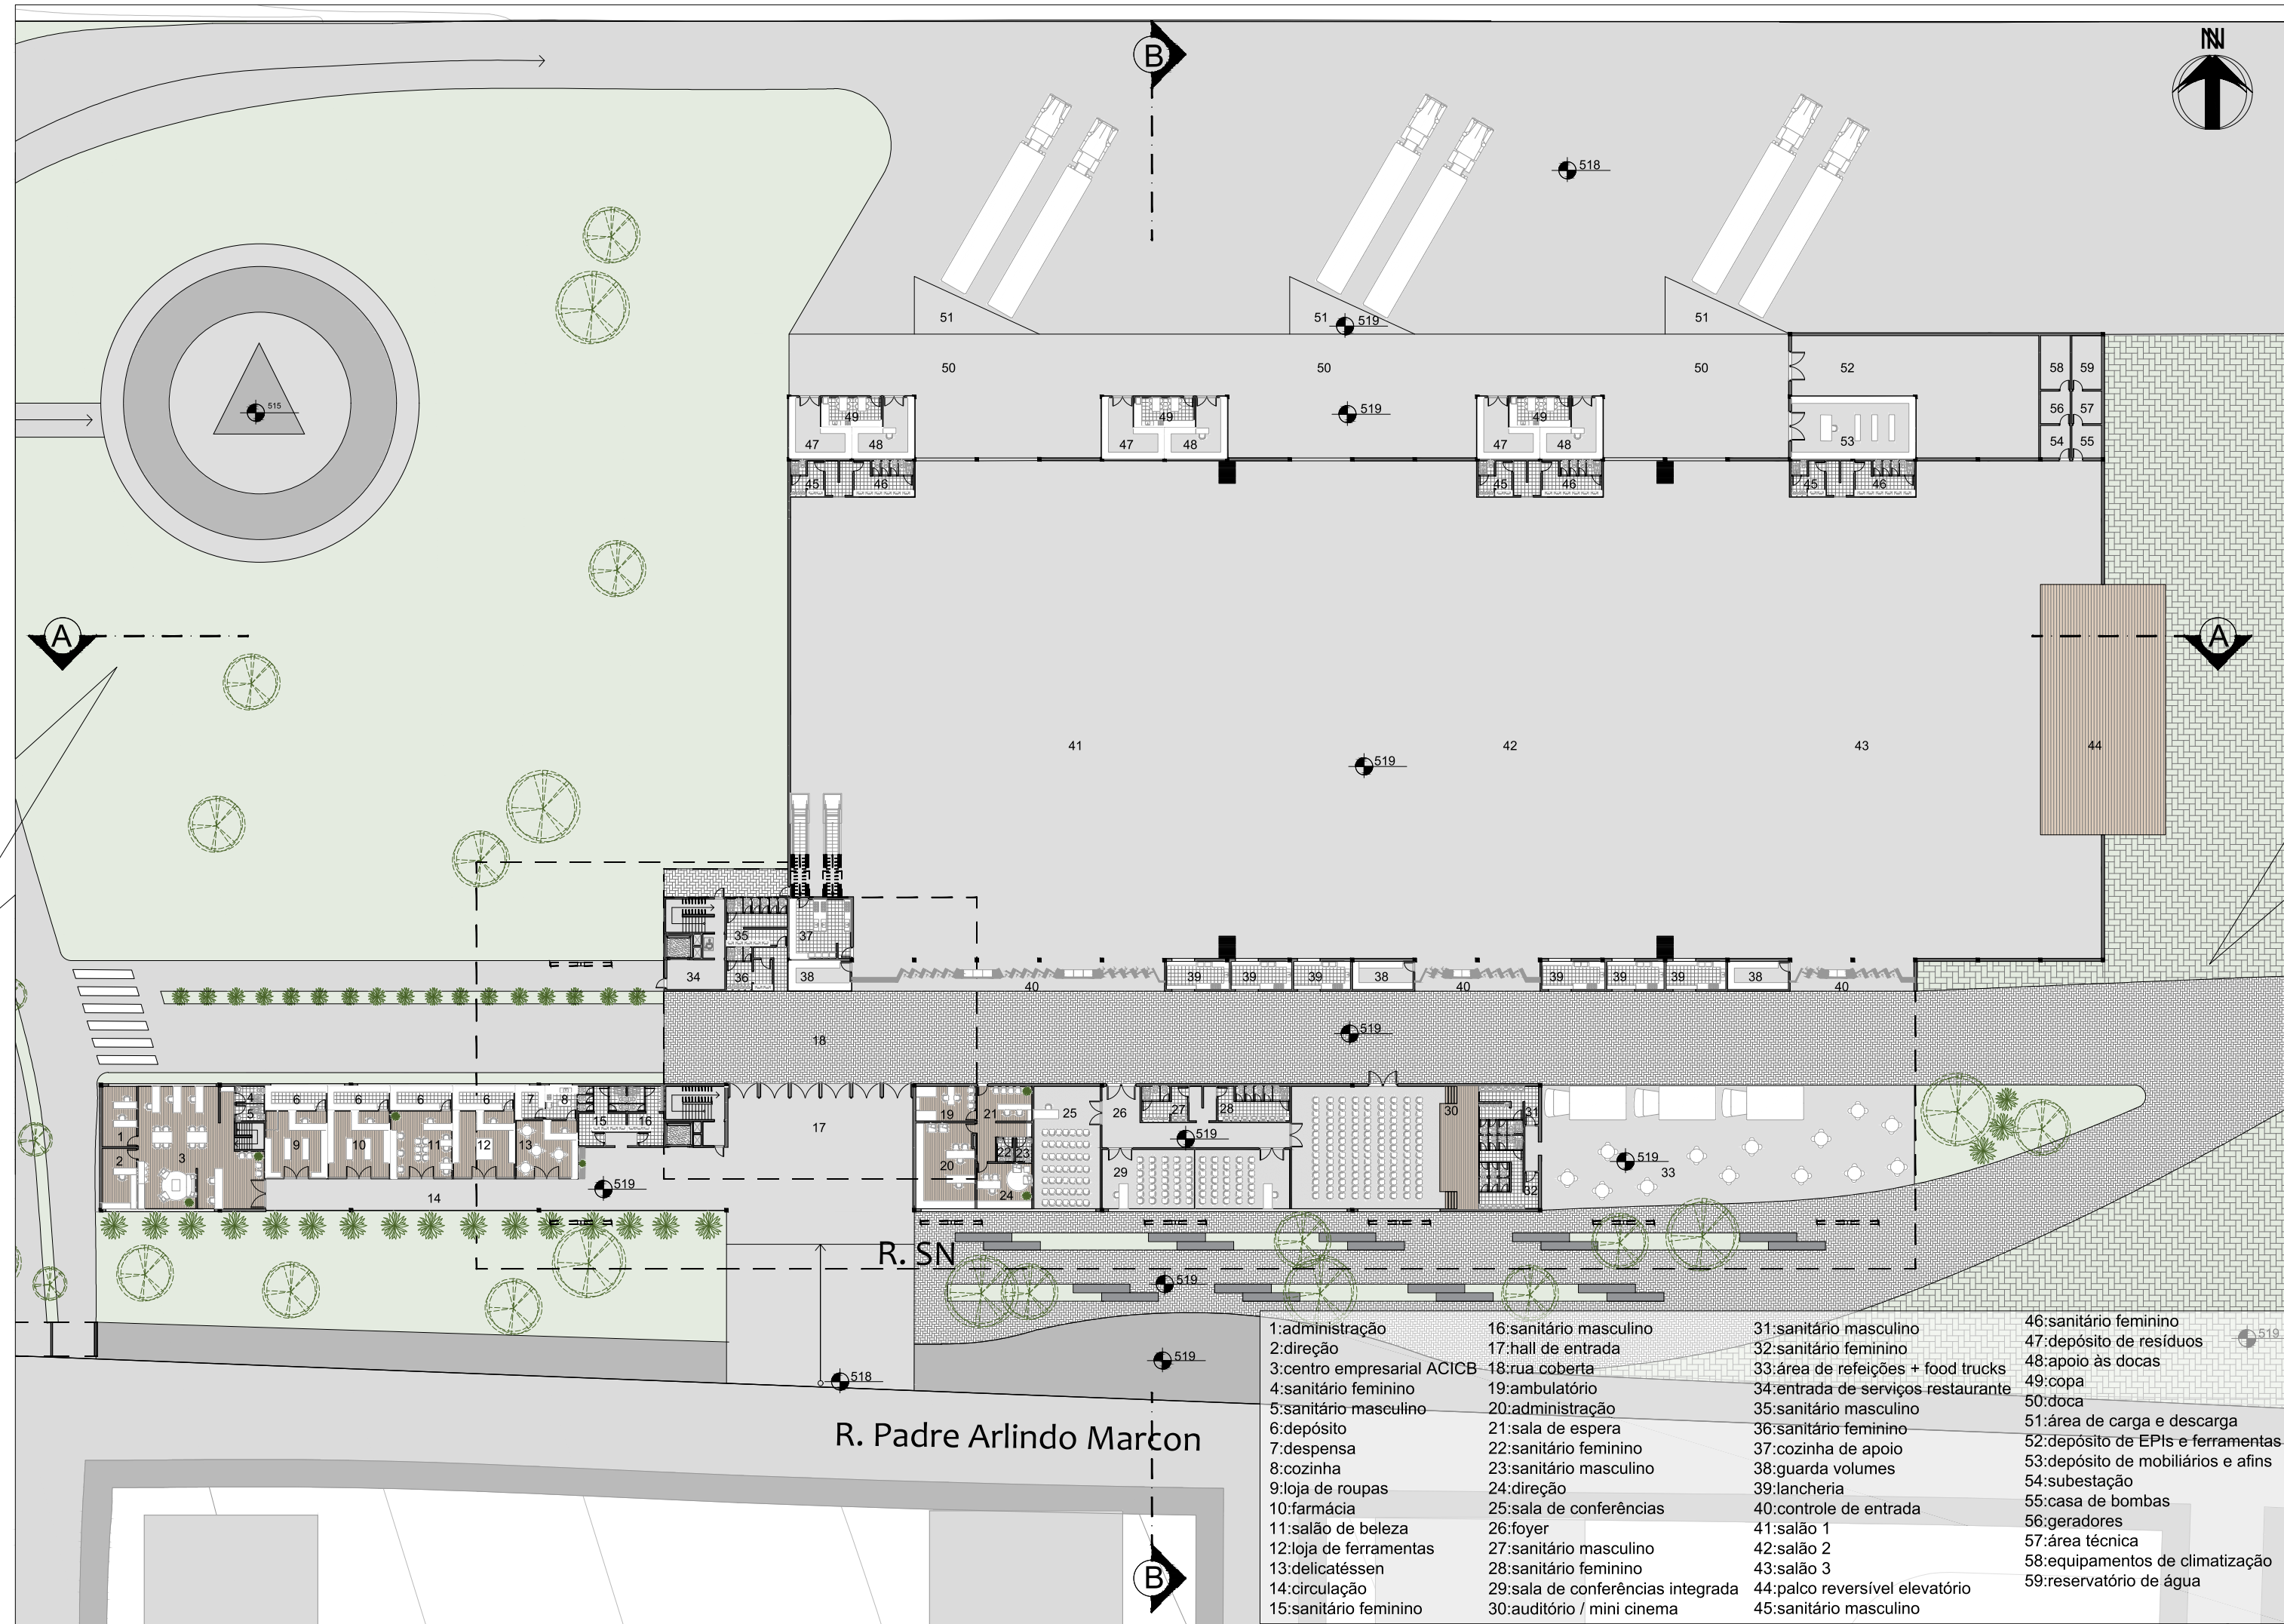 B
N
518
51
51
519
51
50
50
50
52
58
59
515
49
49
49
519
56
57
47
48
47
48
47
48
53
54
55
45
46
45
46
45
46
A
A
41
42
43
44
519
35
37
34
36
38
39
39
39
38
39
39
39
38
40
40
40
519
18
4
6
6
6
6
7
8
5
1
9
10
11
12
13
15
16
17
19
21
25
26
27
28
30
31
519
2
3
20
22
23
29
519
33
14
519
24
32
R. SN
519
519
518
R. Padre Arlindo Marcon
B
1:administração
2:direção
3:centro empresarial ACICB
4:sanitário feminino
5:sanitário masculino
6:depósito
7:despensa
8:cozinha
9:loja de roupas
10:farmácia
11:salão de beleza
12:loja de ferramentas
13:delicatéssen
14:circulação
15:sanitário feminino
16:sanitário masculino
17:hall de entrada
18:rua coberta
19:ambulatório
20:administração
21:sala de espera
22:sanitário feminino
23:sanitário masculino
24:direção
25:sala de conferências
26:foyer
27:sanitário masculino
28:sanitário feminino
29:sala de conferências integrada
30:auditório / mini cinema
31:sanitário masculino
32:sanitário feminino
33:área de refeições + food trucks
34:entrada de serviços restaurante
35:sanitário masculino
36:sanitário feminino
37:cozinha de apoio
38:guarda volumes
39:lancheria
40:controle de entrada
41:salão 1
42:salão 2
43:salão 3
44:palco reversível elevatório
45:sanitário masculino
46:sanitário feminino
47:depósito de resíduos
48:apoio às docas
49:copa
50:doca
51:área de carga e descarga
52:depósito de EPIs e ferramentas
53:depósito de mobiliários e afins
54:subestação
55:casa de bombas
56:geradores
57:área técnica
58:equipamentos de climatização
59:reservatório de água
519